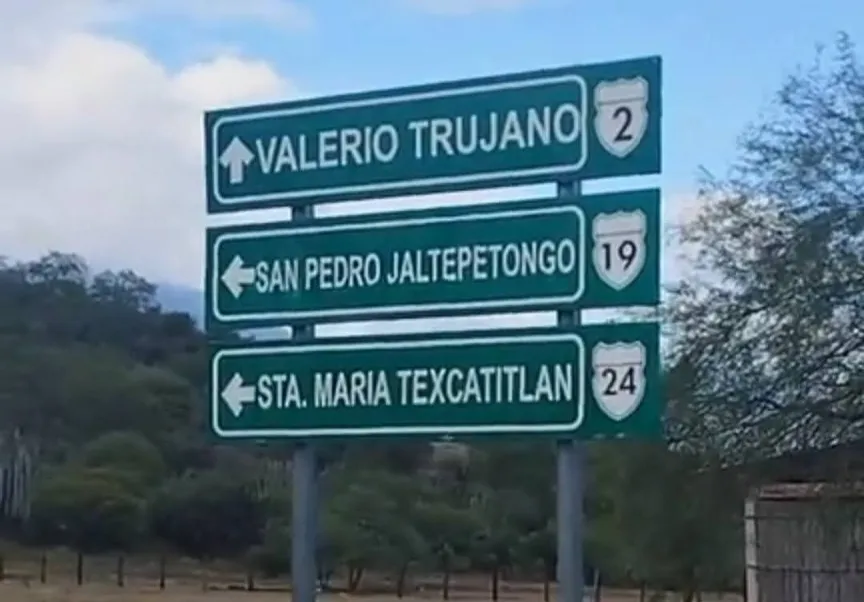 VALERIO TRUJANO 2
SAN PEDRO JALTEPETONGO 19
STA. MARIA TEXCATITLAN 24